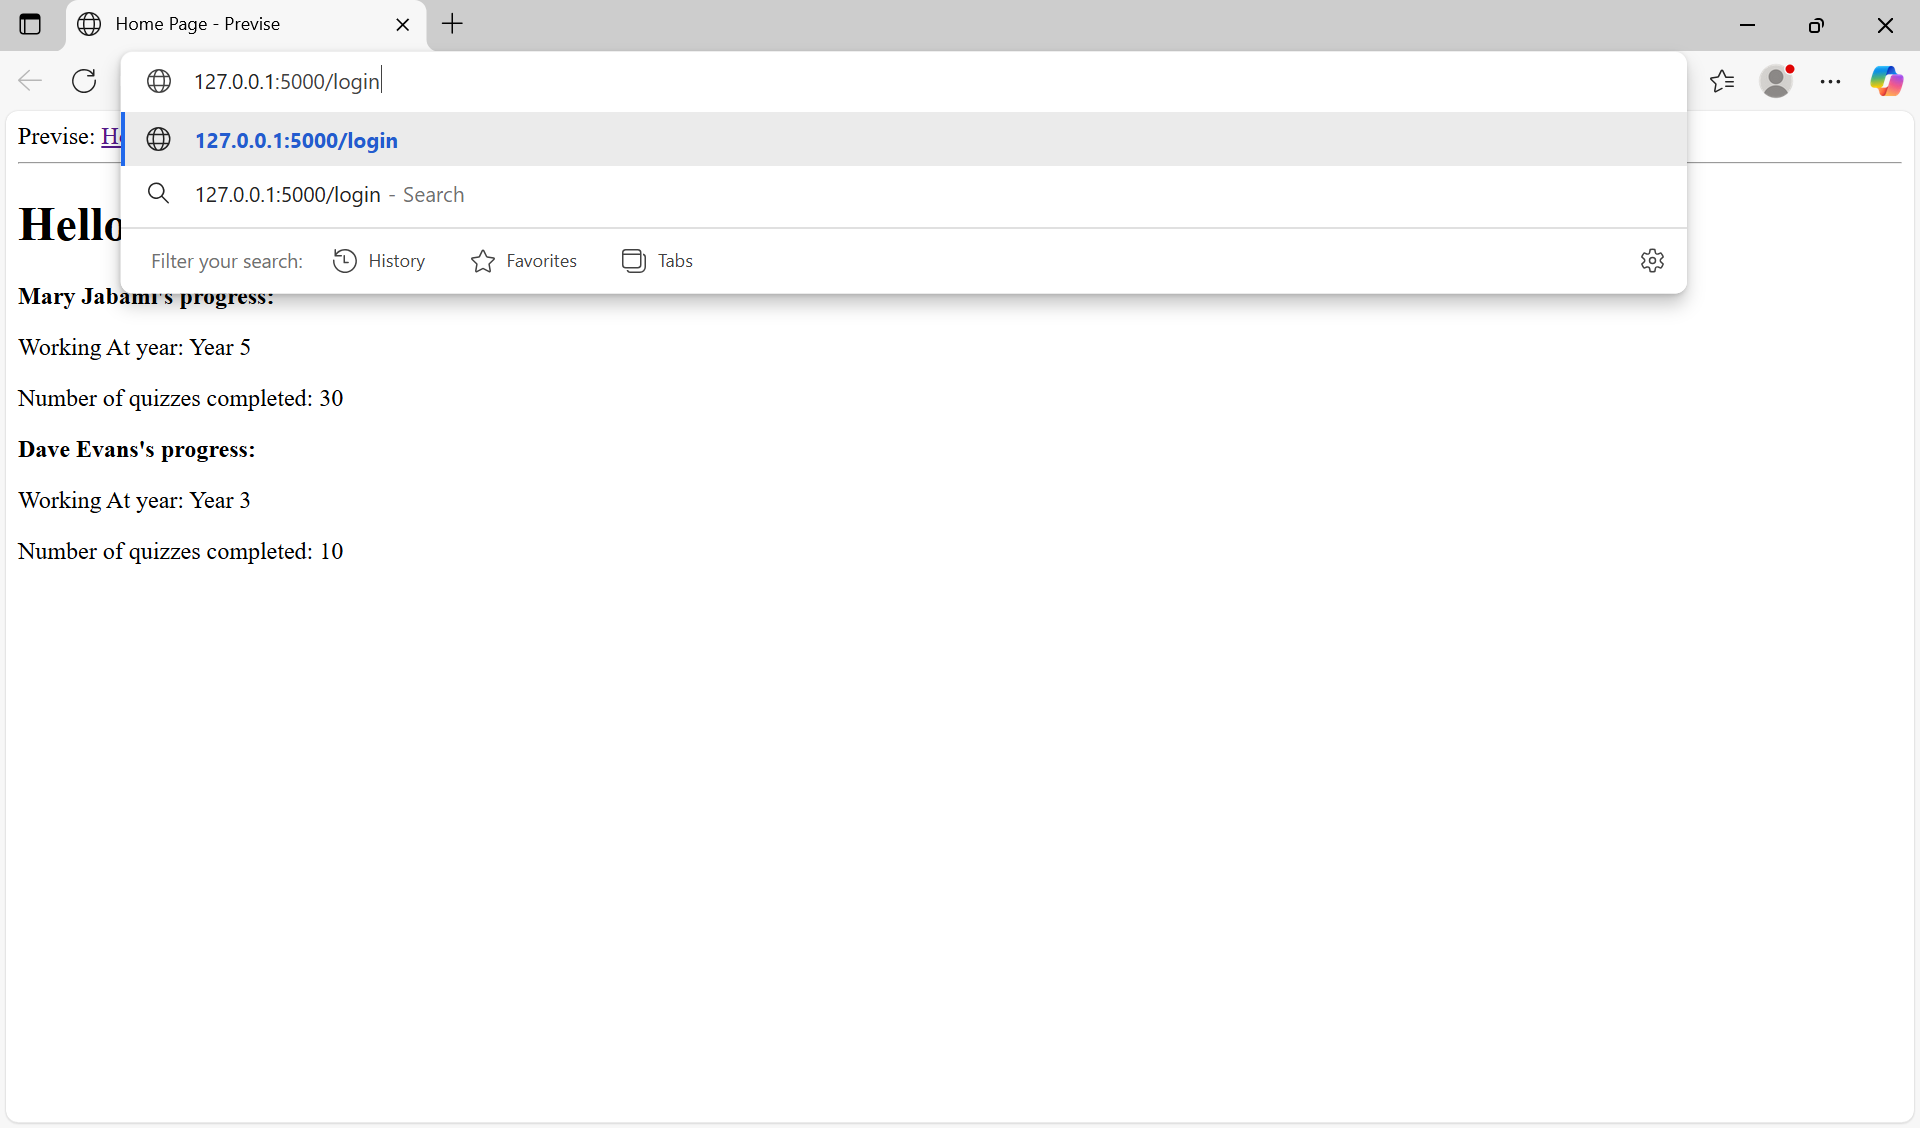 Home Page - Previse
127.0.0.1:5000/login
Previse:
127.0.0.1:5000/login
127.0.0.1:5000/login - Search
Hello
Filter your search: History Favorites Tabs
Mary Jabami's progress:
Working At year: Year 5
Number of quizzes completed: 30
Dave Evans's progress:
Working At year: Year 3
Number of quizzes completed: 10